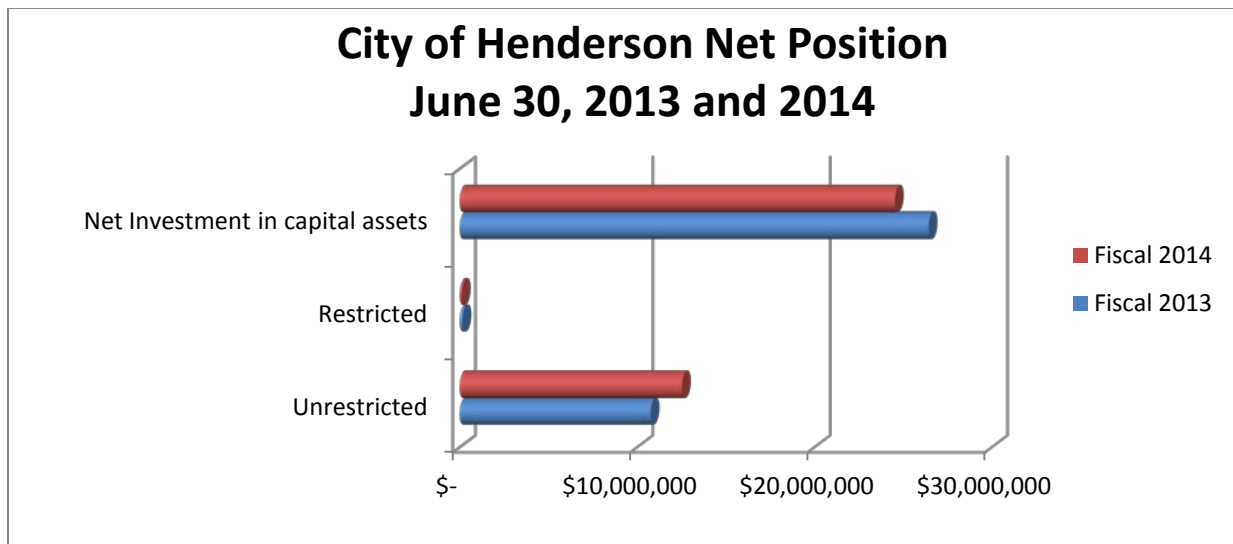 City of Henderson Net Position
June 30, 2013 and 2014
Net Investment in capital assets
Restricted
Unrestricted
$-
$10,000,000
$20,000,000
$30,000,000
Fiscal 2014
Fiscal 2013